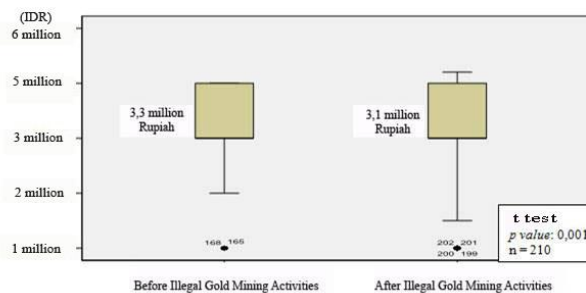 (IDR)
6 million
5 million
3 million
2 million
1 million
3,3 million
Rupiah
168 165
Before Illegal Gold Mining Activities
3,1 million
Rupiah
202 201
200 199
After Illegal Gold Mining Activities
t test
p value: 0,001
n = 210